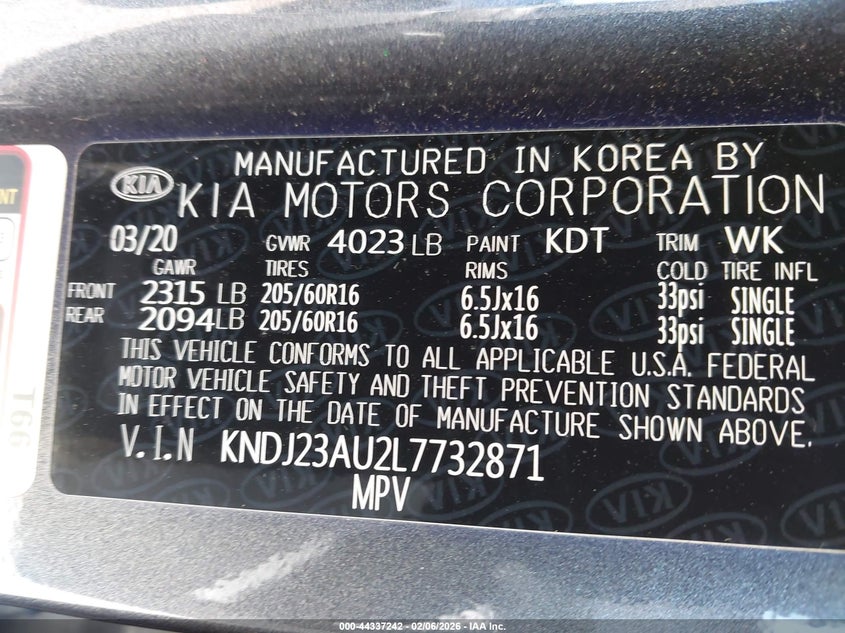 MANUFACTURED IN KOREA BY
KIA KIA MOTORS CORPORATION
03/20 GVWR 4023 LB PAINT KDT TRIM WK
GAWR TIRES RIMS COLD TIRE INFL
FRONT 2315 LB 205/60R16 6.5Jx16 33psi SINGLE
REAR 2094 LB 205/60R16 6.5Jx16 33psi SINGLE
THIS VEHICLE CONFORMS TO ALL APPLICABLE U.S.A. FEDERAL
MOTOR VEHICLE SAFETY AND THEFT PREVENTION STANDARDS
IN EFFECT ON THE DATE OF MANUFACTURE SHOWN ABOVE.
V.I.N KNDJ23AU2L7732871
MPV
T66
000-44337242 - 02/06/2026 - IAA Inc.